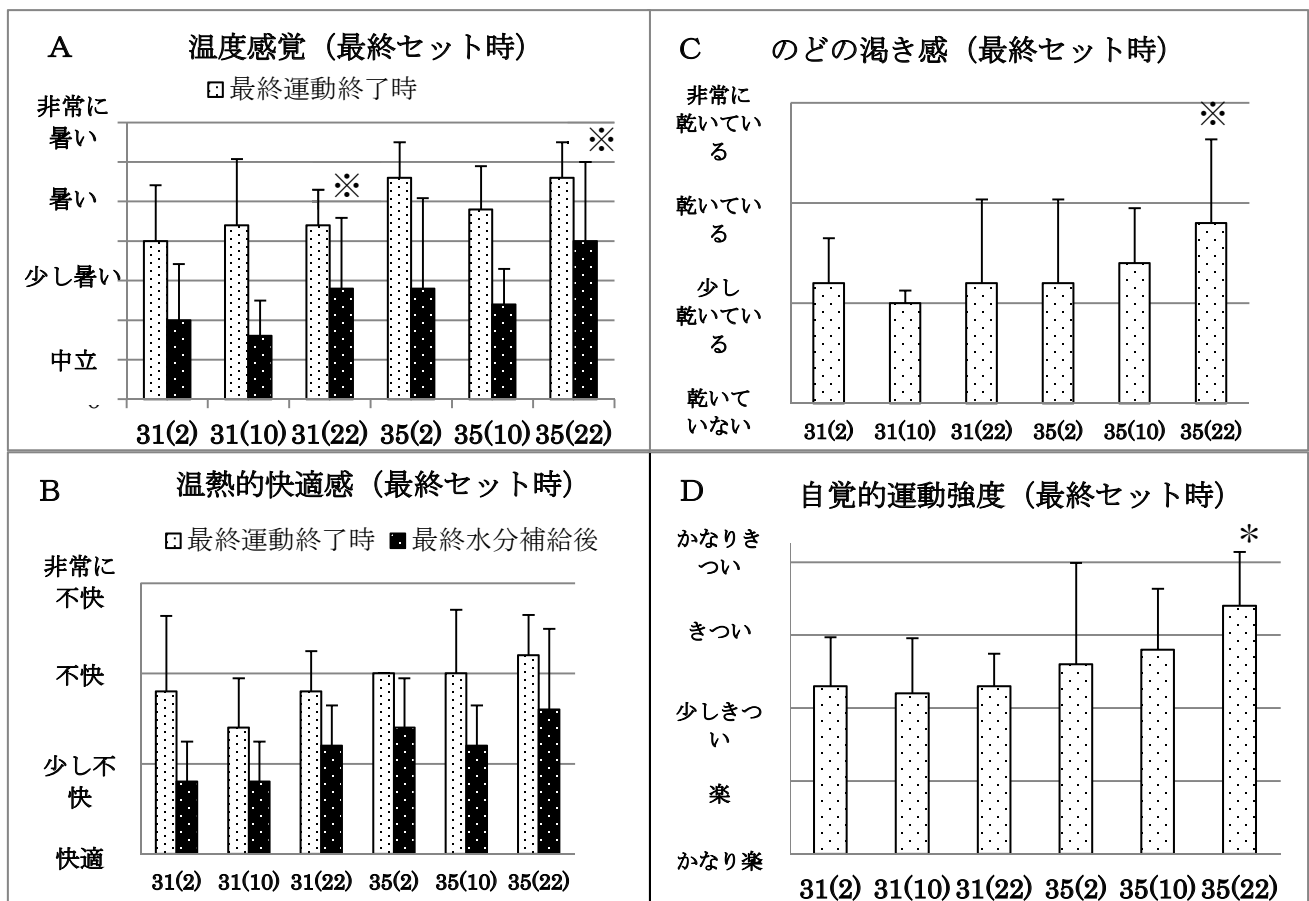 A 温度感覚（最終セット時）
□最終運動終了時
非常に
暑い
※
※
暑い
少し暑い
中立
31(2) 31(10) 31(22) 35(2) 35(10) 35(22)
C のどの渇き感（最終セット時）
非常に
乾いてい
る
※
乾いてい
る
少し
乾いてい
る
乾いて
いない
31(2) 31(10) 31(22) 35(2) 35(10) 35(22)
B 温熱的快適感（最終セット時）
□最終運動終了時 ■最終水分補給後
非常に
不快
不快
少し不
快
快適
31(2) 31(10) 31(22) 35(2) 35(10) 35(22)
D 自覚的運動強度（最終セット時）
かなりき
つい
＊
きつい
少しきつ
い
楽
かなり楽
31(2) 31(10) 31(22) 35(2) 35(10) 35(22)